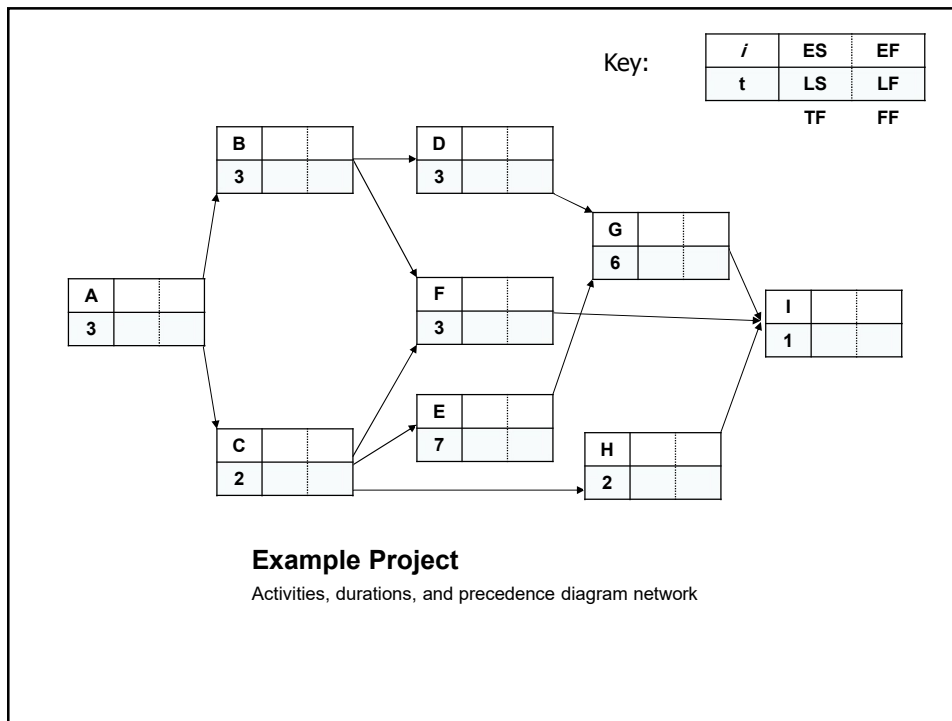 Key:
i ES EF
t LS LF
TF FF
B
3
D
3
G
6
A
3
F
3
I
1
E
7
C
2
H
2
Example Project
Activities, durations, and precedence diagram network